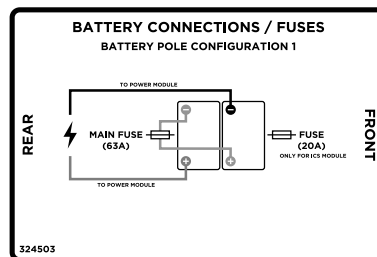 BATTERY CONNECTIONS / FUSES
BATTERY POLE CONFIGURATION 1
TO POWER MODULE
REAR
MAIN FUSE
(63A)
FUSE
(20A)
ONLY FOR ICS MODULE
FRONT
TO POWER MODULE
324503